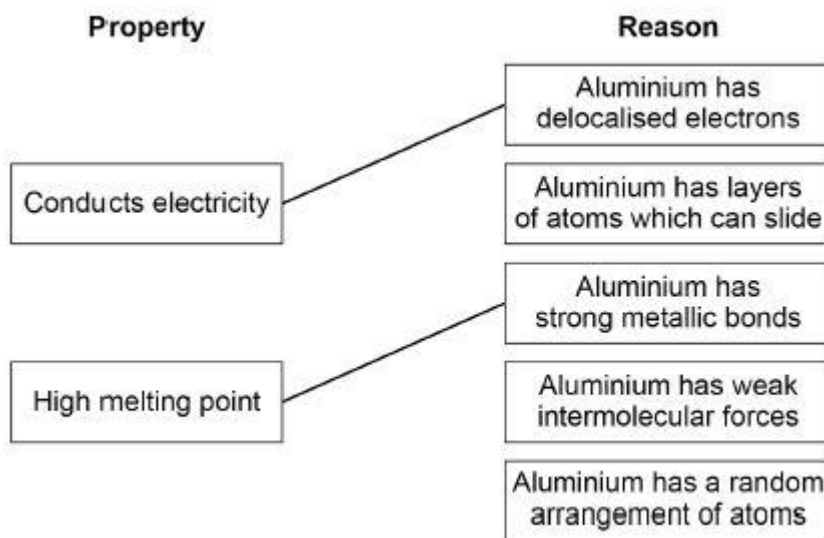 Property
Reason
Aluminium has
delocalised electrons
Conducts electricity
Aluminium has layers
of atoms which can slide
Aluminium has
strong metallic bonds
High melting point
Aluminium has weak
intermolecular forces
Aluminium has a random
arrangement of atoms